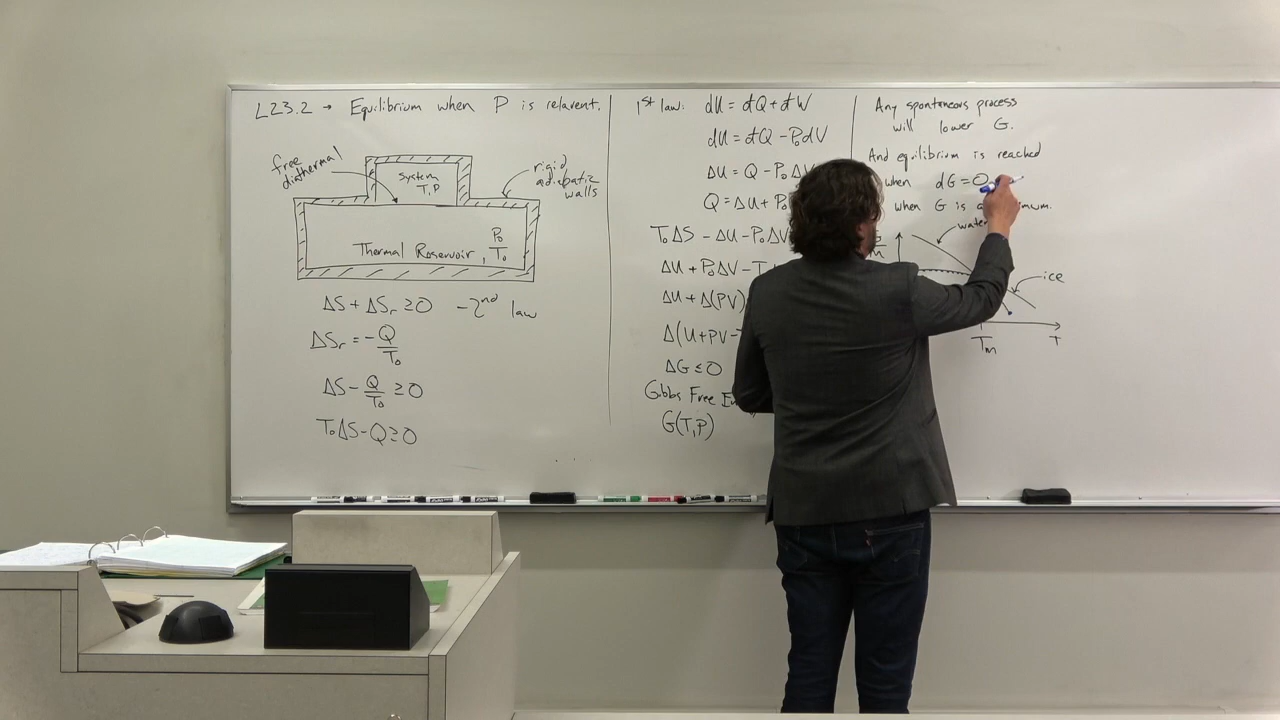 L23.2 → Equilibrium when P is relavent.
free diathermal
System
T,P
rigid
adiabatic
walls
Thermal Reservoir, P₀/T₀
ΔS + ΔSᵣ ≥ 0 - 2nd law
ΔSᵣ = -Q/T₀
ΔS - Q/T₀ ≥ 0
T₀ΔS - Q ≥ 0
1st law: dU = đQ + đW
dU = đQ - P₀dV
ΔU = Q - P₀ΔV
Q = ΔU + P₀
T₀ΔS - ΔU - P₀ΔV
ΔU + P₀ΔV - T
ΔU + Δ(PV)
Δ(U+PV-
ΔG ≤ 0
Gibbs Free
G(T,P)
Any spontaneous process
will lower G.
And equilibrium is reached
when dG = 0
when G is a
water
G/m
ice
Tm
T